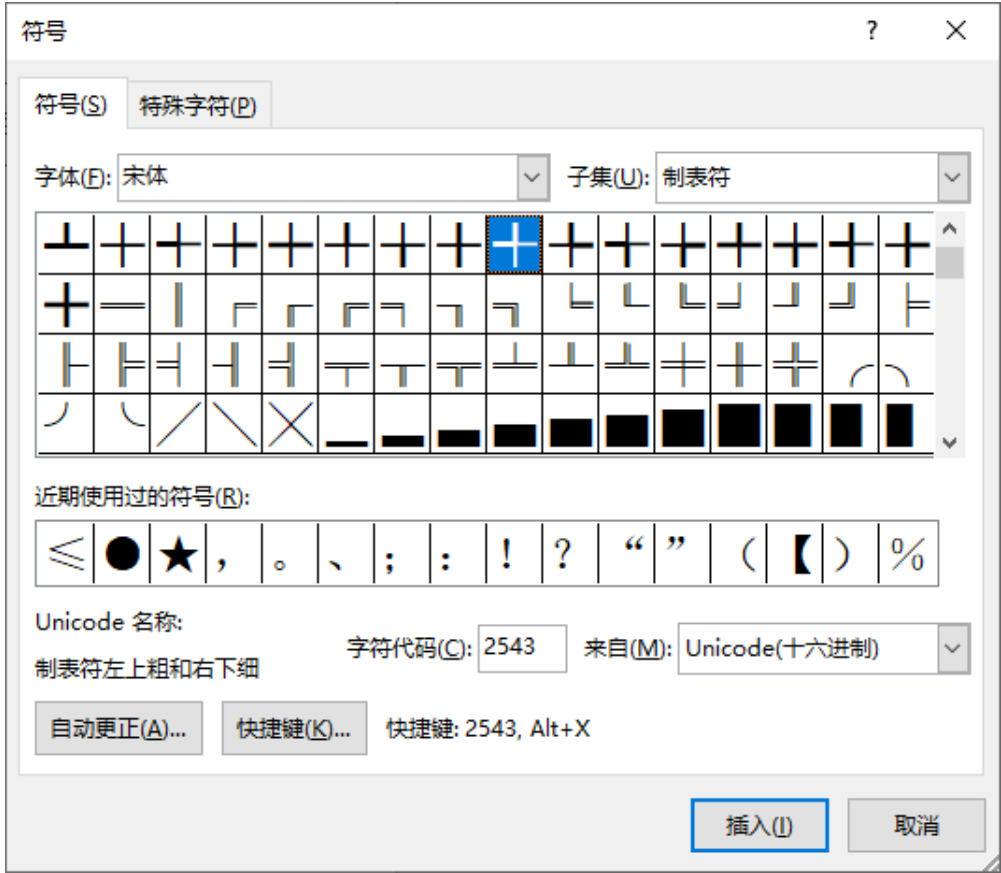 符号
符号(S) 特殊字符(P)
字体(F): 宋体 子集(U): 制表符
┻ ┼ ┽ ┾ ┿ ╀ ╁ ╂ ╃ ╄ ╅ ╆ ╇ ╈ ╉ ╊
╋ ═ ║ ╒ ╓ ╔ ╕ ╖ ╗ ╘ ╙ ╚ ╛ ╜ ╝ ╞
╟ ╠ ╡ ╢ ╣ ╤ ╥ ╦ ╧ ╨ ╩ ╪ ╫ ╬ ╭ ╮
╯ ╰ ╱ ╲ ╳ ▁ ▂ ▃ ▄ ▅ ▆ ▇ █ ▉ ▊ ▋
近期使用过的符号(R):
≤ ● ★ , 。 、 ; : ! ? “ ” ( 【 ) %
Unicode 名称:
字符代码(C): 2543 来自(M): Unicode(十六进制)
制表符左上粗和右下细
自动更正(A)... 快捷键(K)... 快捷键: 2543, Alt+X
插入(I) 取消